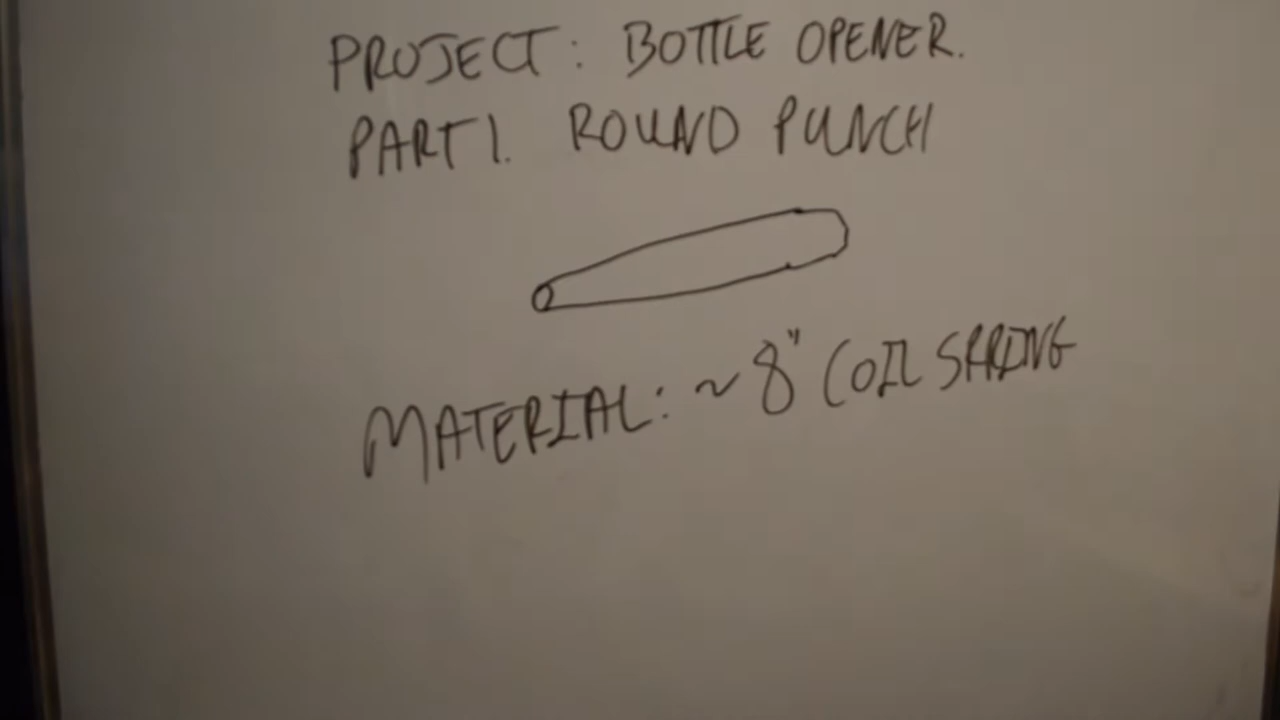 PROJECT: BOTTLE OPENER.
PART 1. ROUND PUNCH
MATERIAL: ~ 8" COIL SPRING